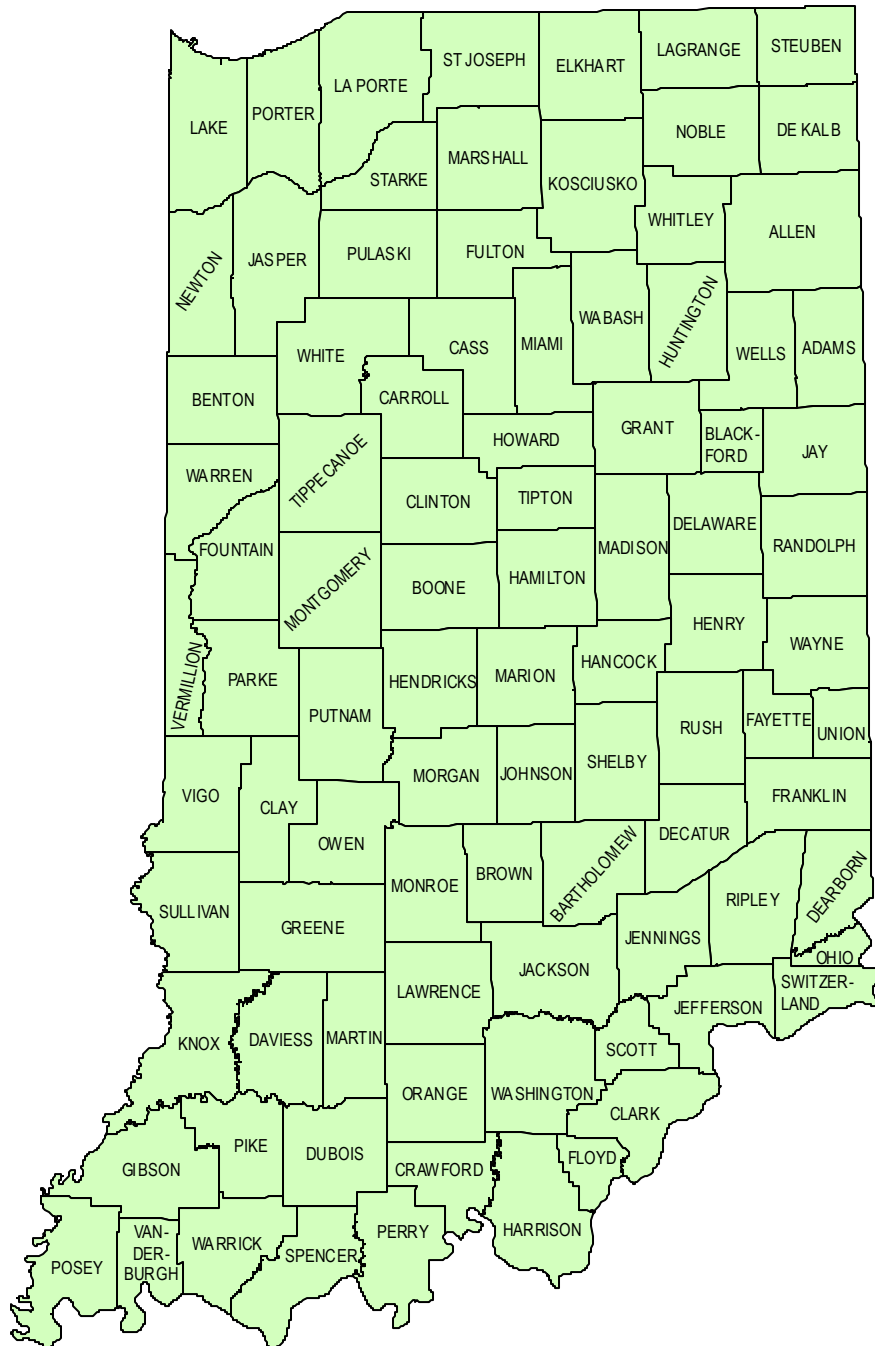 STEUBEN
LAGRANGE
ST JOSEPH
ELKHART
LA PORTE
PORTER
LAKE
NOBLE
DE KALB
MARSHALL
STARKE
KOSCIUSKO
WHITLEY
ALLEN
NEWTON
JASPER
PULASKI
FULTON
HUNTINGTON
WABASH
MIAMI
CASS
WHITE
WELLS
ADAMS
BENTON
CARROLL
HOWARD
GRANT
BLACK-
FORD
JAY
WARREN
TIPPECANOE
CLINTON
TIPTON
MADISON
DELAWARE
RANDOLPH
FOUNTAIN
MONTGOMERY
BOONE
HAMILTON
HENRY
WAYNE
VERMILLION
PARKE
PUTNAM
HENDRICKS
MARION
HANCOCK
RUSH
FAYETTE
UNION
VIGO
CLAY
MORGAN
JOHNSON
SHELBY
FRANKLIN
OWEN
DECATUR
MONROE
BROWN
BARTHOLOMEW
RIPLEY
DEARBORN
SULLIVAN
GREENE
JENNINGS
OHIO
JACKSON
LAWRENCE
SWITZER-
LAND
JEFFERSON
KNOX
DAVIESS
MARTIN
SCOTT
ORANGE
WASHINGTON
CLARK
PIKE
DUBOIS
GIBSON
CRAWFORD
FLOYD
HARRISON
PERRY
POSEY
VAN-
DER-
BURGH
WARRICK
SPENCER